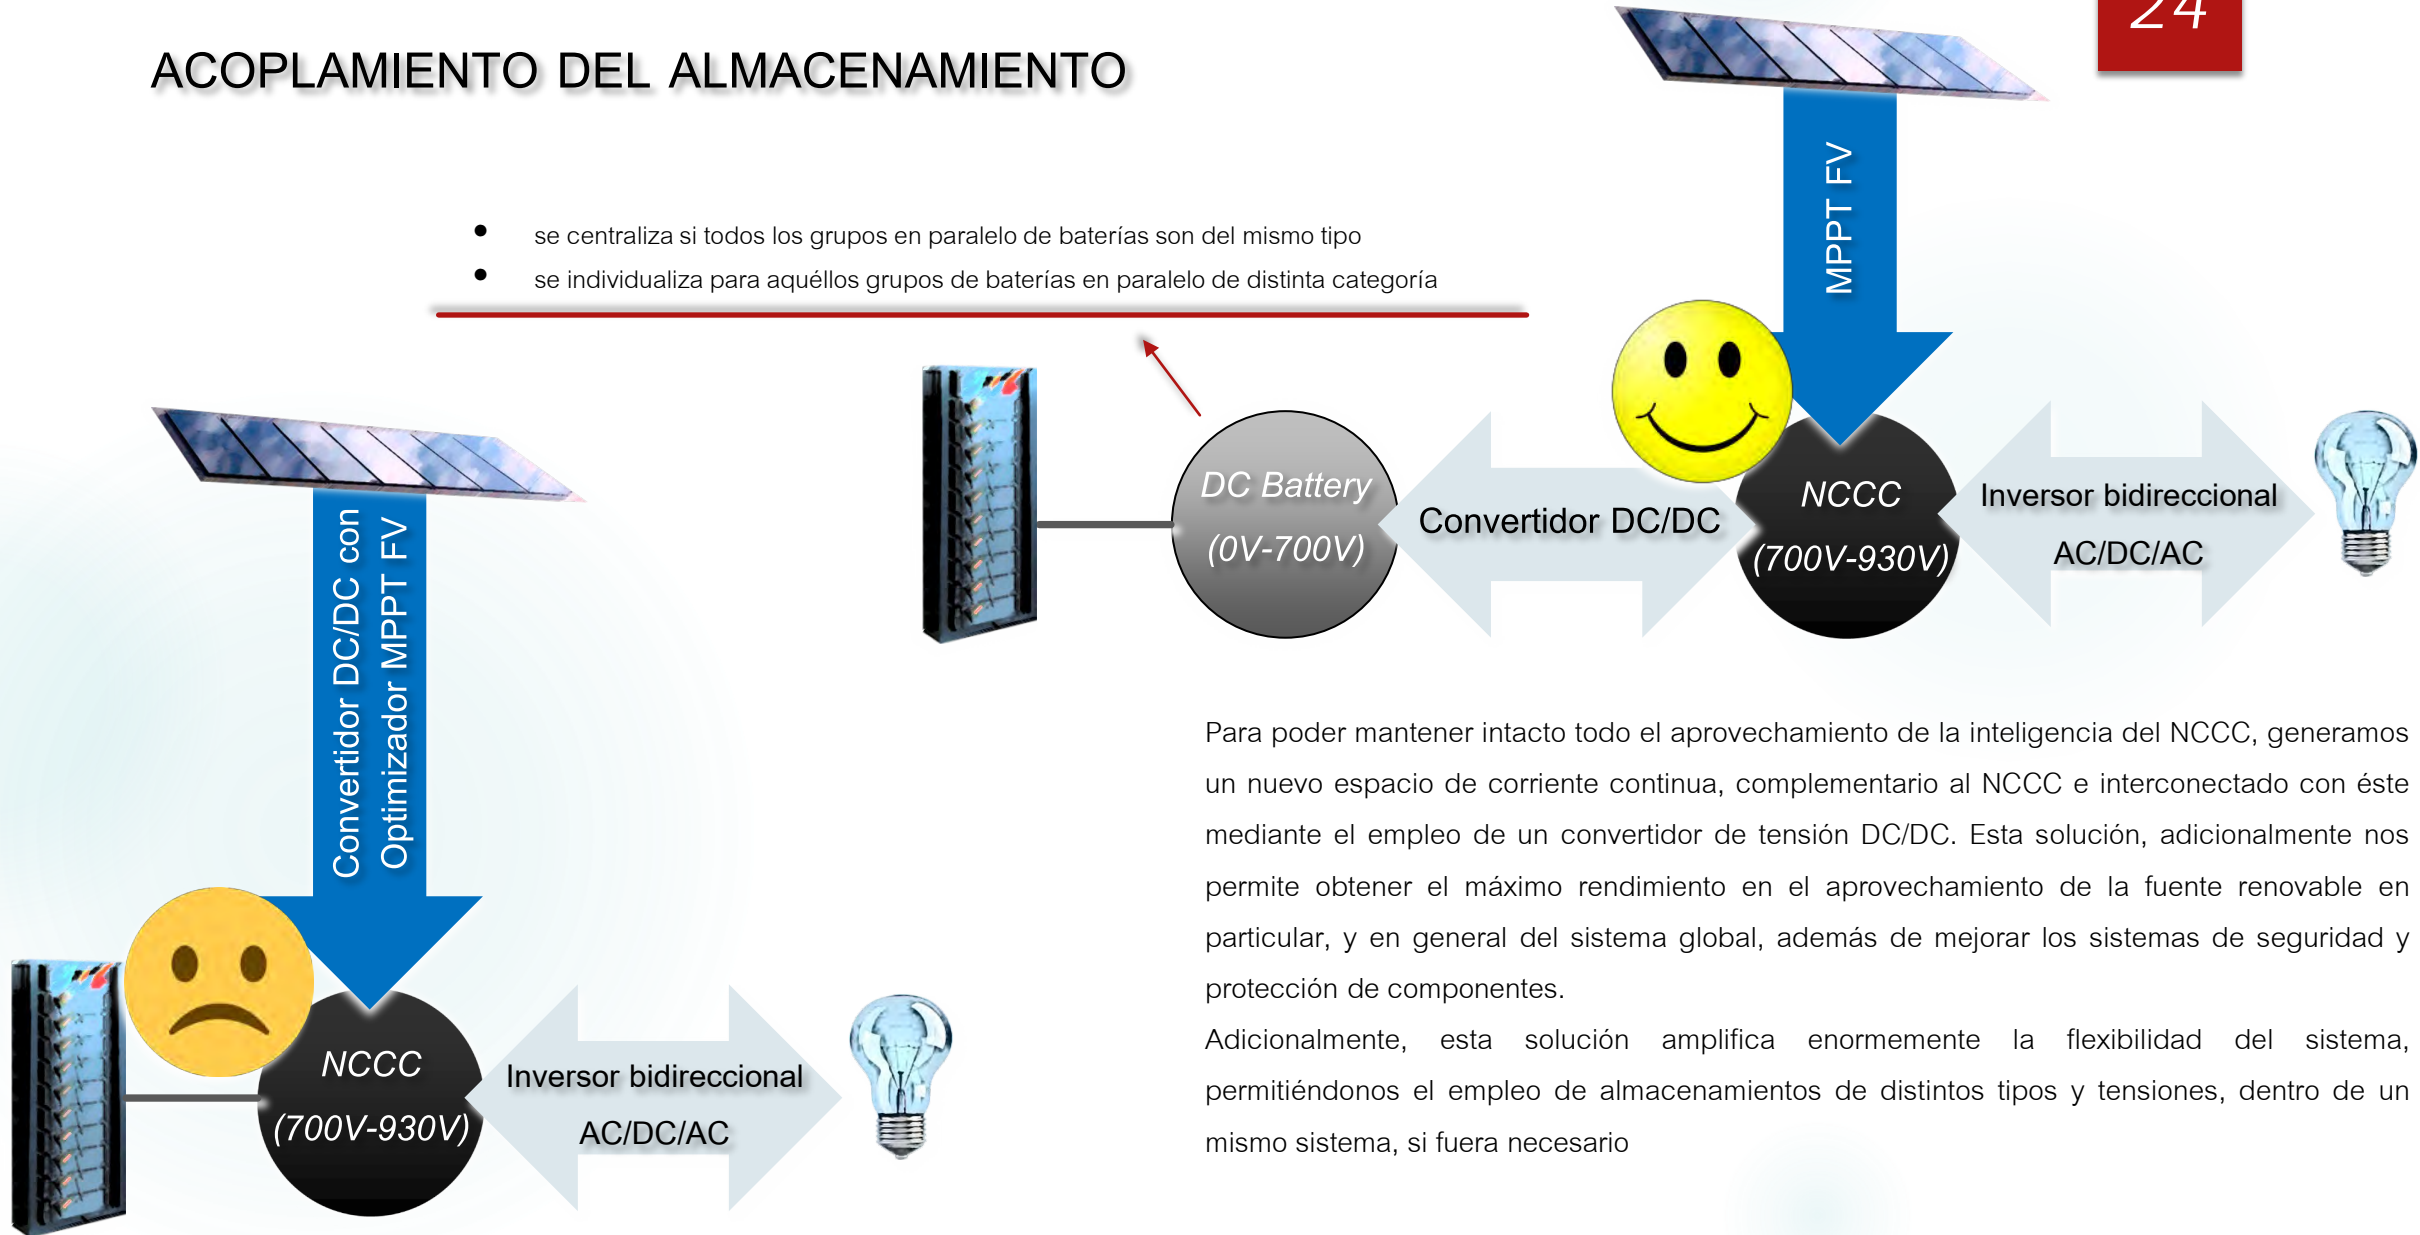 24
ACOPLAMIENTO DEL ALMACENAMIENTO
• se centraliza si todos los grupos en paralelo de baterías son del mismo tipo
• se individualiza para aquéllos grupos de baterías en paralelo de distinta categoría
MPPT FV
DC Battery
(0V-700V)
Convertidor DC/DC
NCCC
(700V-930V)
Inversor bidireccional
AC/DC/AC
Convertidor DC/DC con
Optimizador MPPT FV
NCCC
(700V-930V)
Inversor bidireccional
AC/DC/AC
Para poder mantener intacto todo el aprovechamiento de la inteligencia del NCCC, generamos
un nuevo espacio de corriente continua, complementario al NCCC e interconectado con éste
mediante el empleo de un convertidor de tensión DC/DC. Esta solución, adicionalmente nos
permite obtener el máximo rendimiento en el aprovechamiento de la fuente renovable en
particular, y en general del sistema global, además de mejorar los sistemas de seguridad y
protección de componentes.
Adicionalmente, esta solución amplifica enormemente la flexibilidad del sistema,
permitiéndonos el empleo de almacenamientos de distintos tipos y tensiones, dentro de un
mismo sistema, si fuera necesario